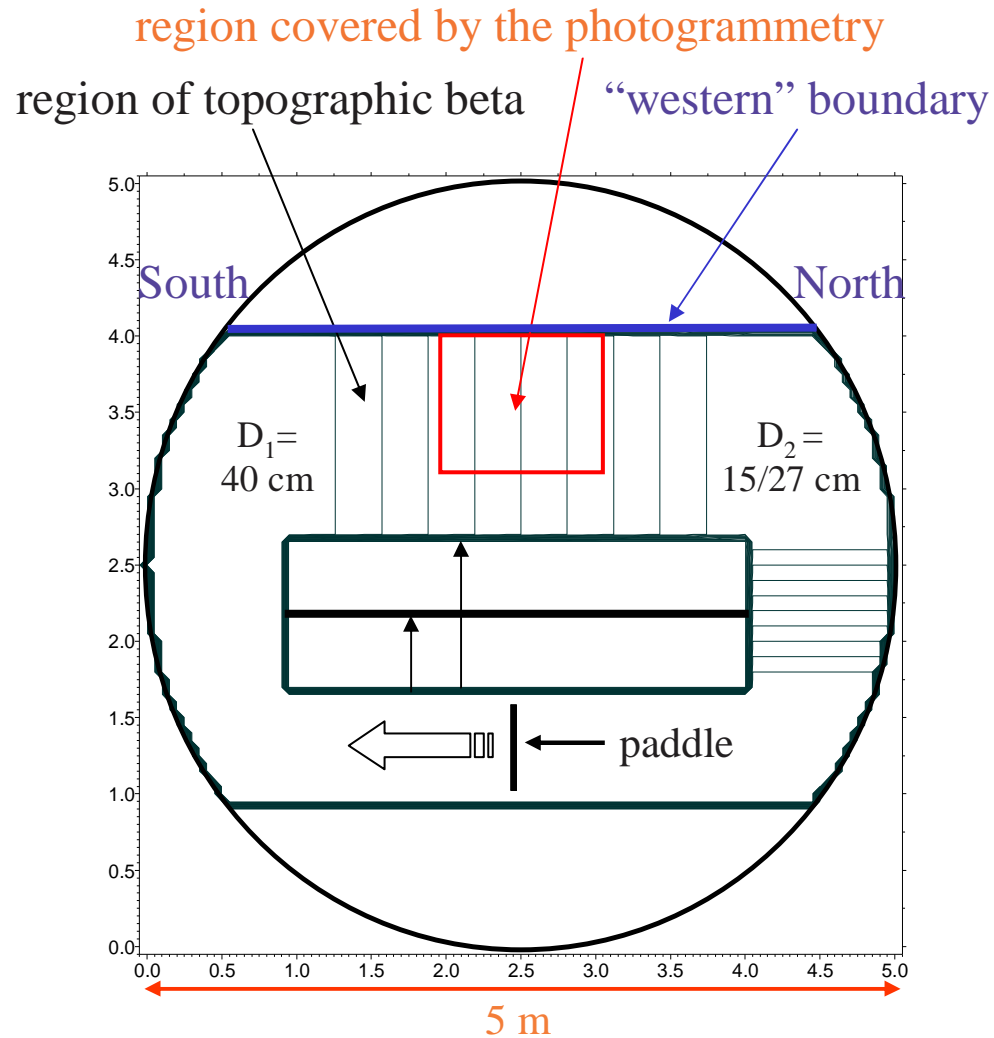 region covered by the photogrammetry
region of topographic beta
“western” boundary
5.0
4.5
South
North
4.0
3.5
D1=
40 cm
D2 =
15/27 cm
3.0
2.5
2.0
1.5
paddle
1.0
0.5
0.0
0.0 0.5 1.0 1.5 2.0 2.5 3.0 3.5 4.0 4.5 5.0
5 m